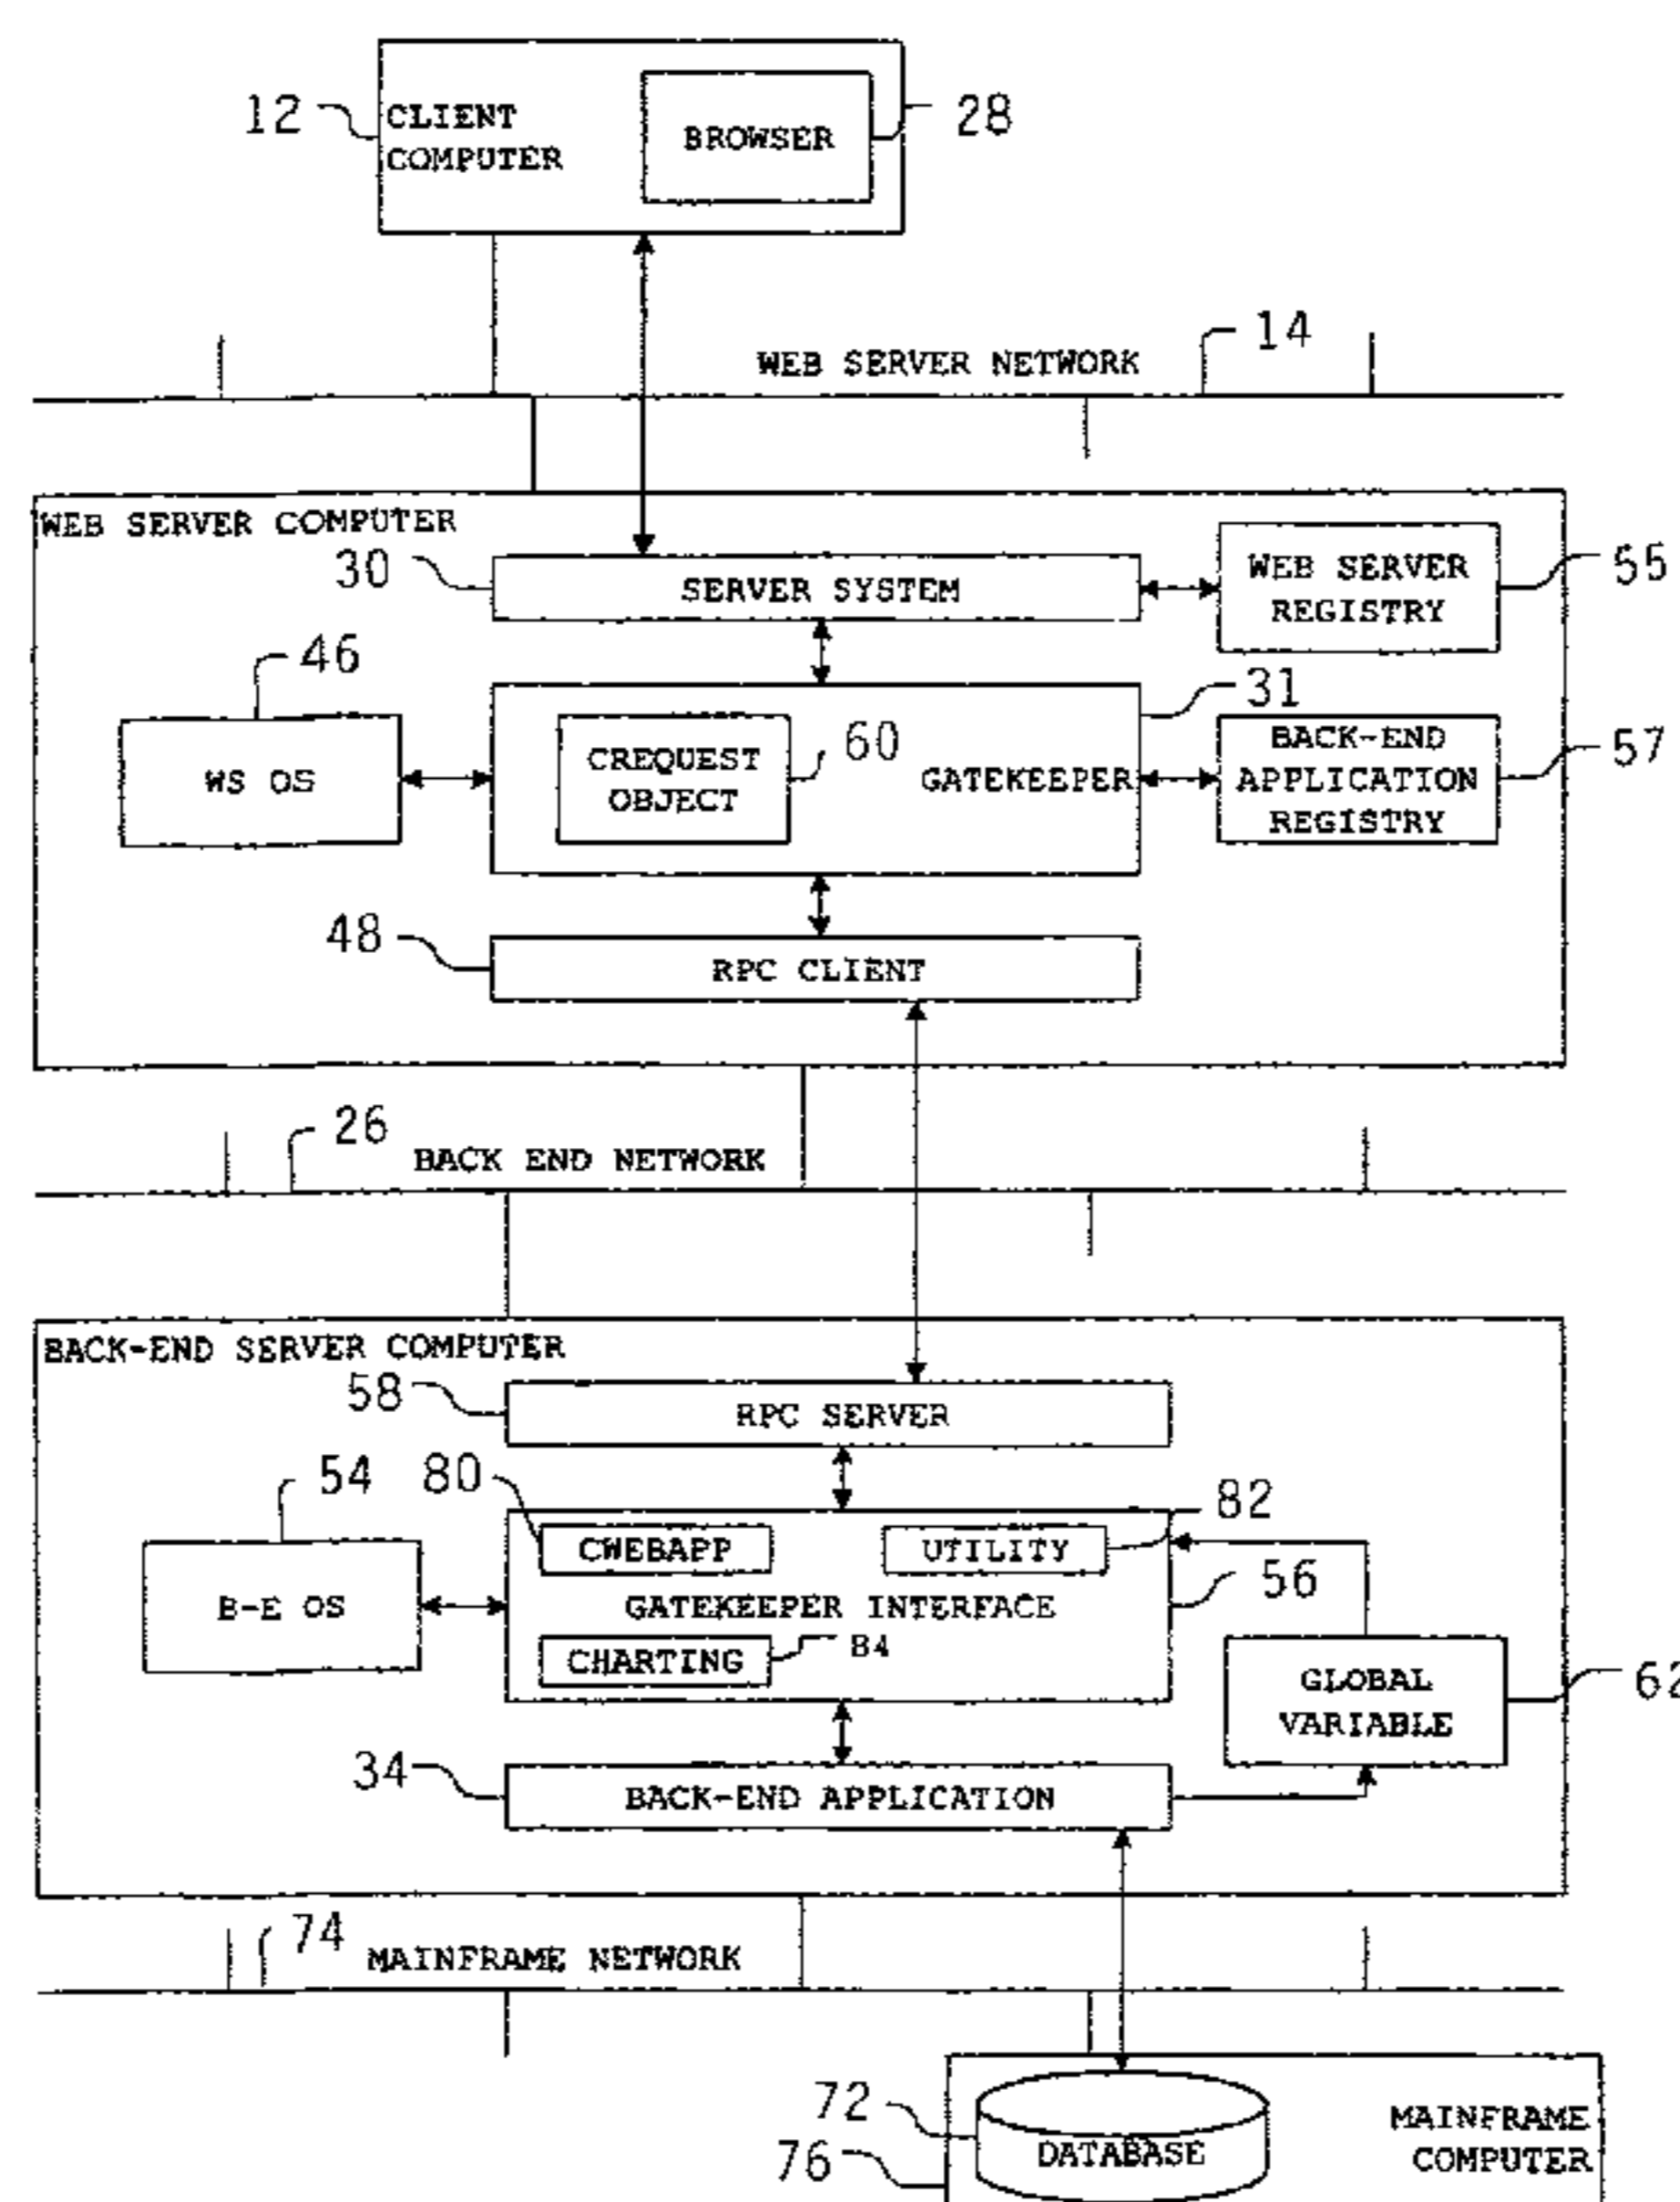 12
CLIENT
COMPUTER
BROWSER
28
WEB SERVER NETWORK
14
WEB SERVER COMPUTER
30
SERVER SYSTEM
WEB SERVER
REGISTRY
55
46
WS OS
CREQUEST
OBJECT
60
GATEKEEPER
31
BACK-END
APPLICATION
REGISTRY
57
48
RPC CLIENT
26
BACK END NETWORK
BACK-END SERVER COMPUTER
58
RPC SERVER
54
80
CWEBAPP
UTILITY
82
B-E OS
GATEKEEPER INTERFACE
56
CHARTING
84
GLOBAL
VARIABLE
62
34
BACK-END APPLICATION
74
MAINFRAME NETWORK
72
76
DATABASE
MAINFRAME
COMPUTER